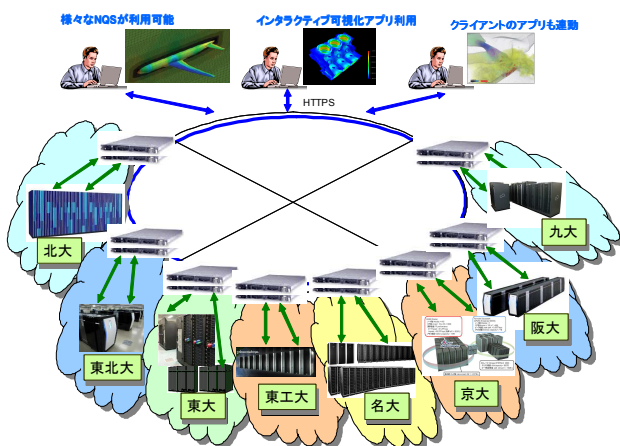 様々なNQSが利用可能
インタラクティブ可視化アプリ利用
クライアントのアプリも連動
HTTPS
北大
九大
東北大
東大
東工大
名大
京大
阪大